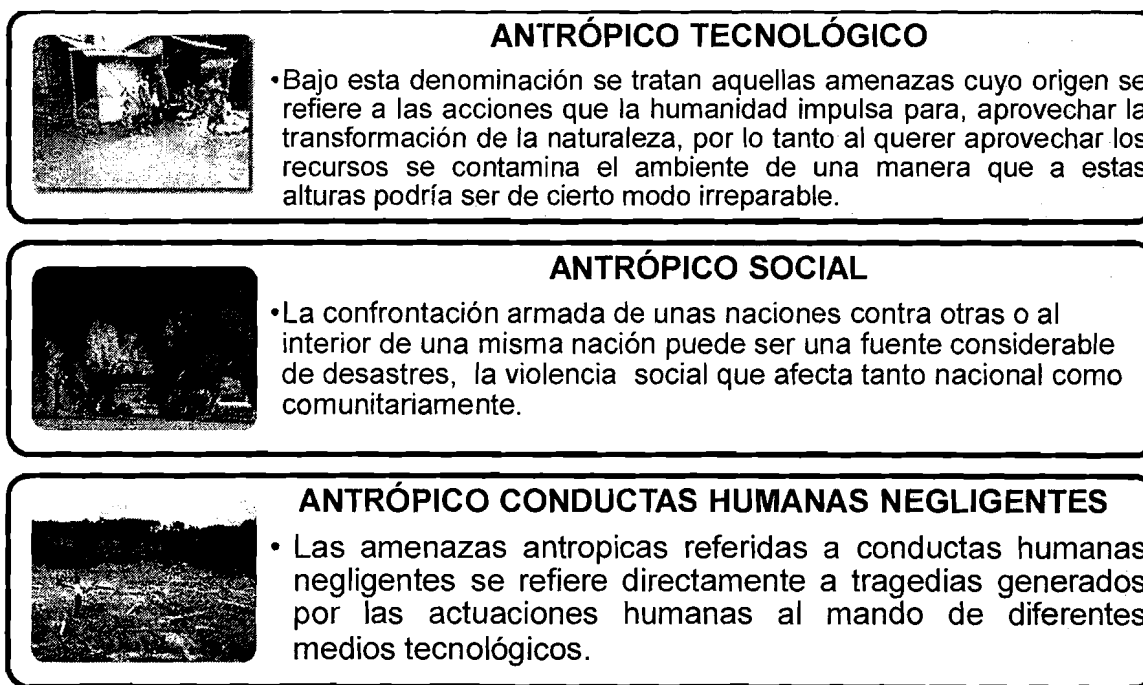 ANTRÓPICO TECNOLÓGICO
•Bajo esta denominación se tratan aquellas amenazas cuyo origen se
refiere a las acciones que la humanidad impulsa para, aprovechar la
transformación de la naturaleza, por lo tanto al querer aprovechar los
recursos se contamina el ambiente de una manera que a estas
alturas podría ser de cierto modo irreparable.
ANTRÓPICO SOCIAL
•La confrontación armada de unas naciones contra otras o al
interior de una misma nación puede ser una fuente considerable
de desastres, la violencia social que afecta tanto nacional como
comunitariamente.
ANTRÓPICO CONDUCTAS HUMANAS NEGLIGENTES
• Las amenazas antropicas referidas a conductas humanas
negligentes se refiere directamente a tragedias generados
por las actuaciones humanas al mando de diferentes
medios tecnológicos.